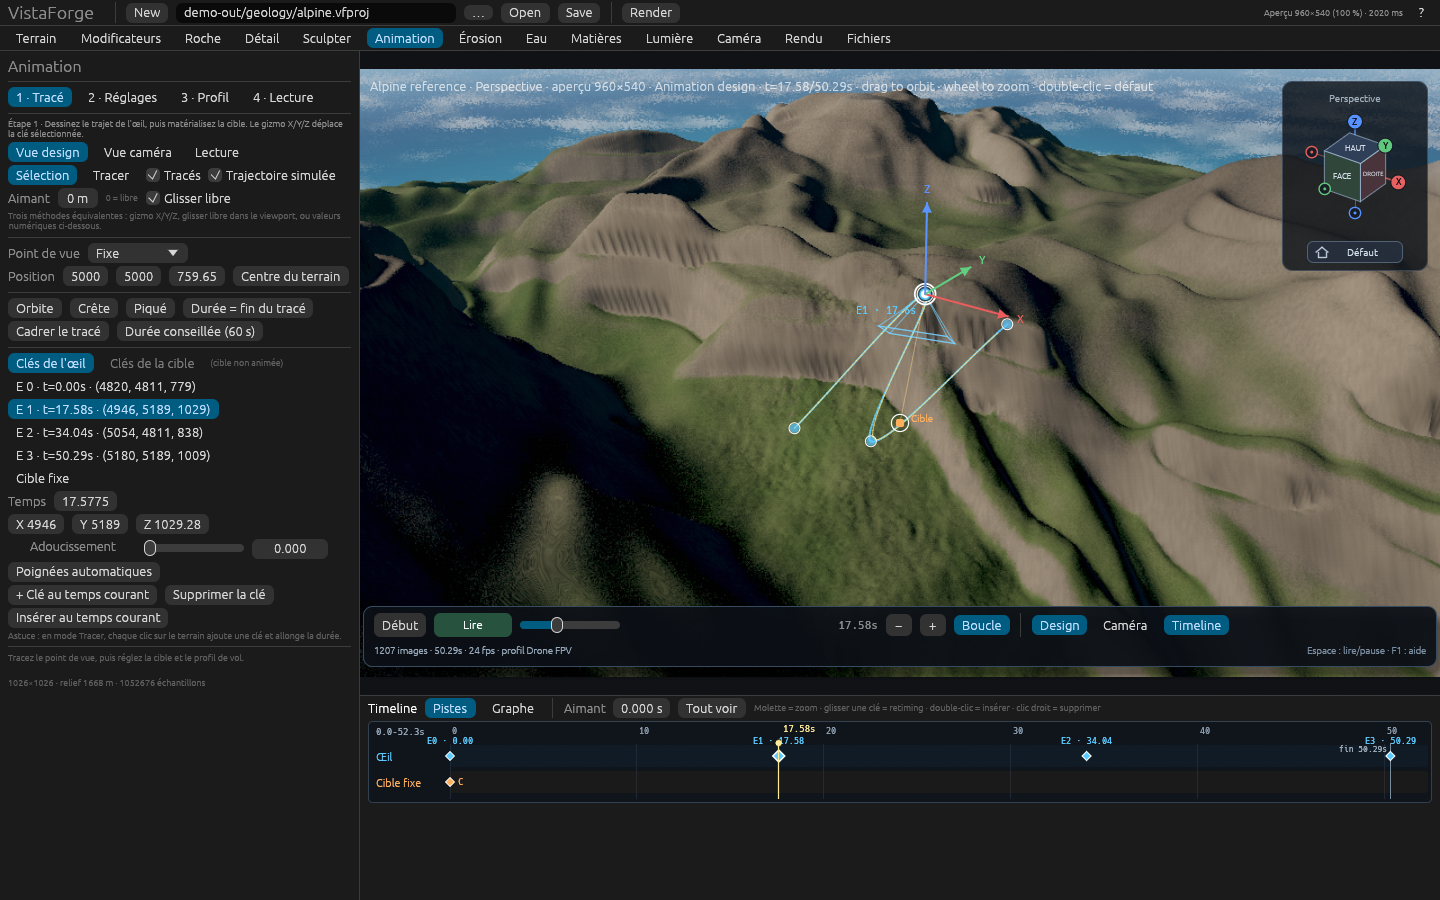 VistaForge New demo-out/geology/alpine.vfproj ... Open Save Render Aperçu 960×540 (100 %) · 2020 ms ?
Terrain Modificateurs Roche Détail Sculpter Animation Érosion Eau Matières Lumière Caméra Rendu Fichiers
Animation
1 · Tracé 2 · Réglages 3 · Profil 4 · Lecture
Étape 1 · Dessinez le trajet de l'œil, puis matérialisez la cible. Le gizmo X/Y/Z déplace
la clé sélectionnée.
Vue design Vue caméra Lecture
Sélection Tracer Tracés Trajectoire simulée
Aimant 0 m 0 = libre Glisser libre
Trois méthodes équivalentes : gizmo X/Y/Z, glisser libre dans le viewport, ou valeurs
numériques ci-dessous.
Point de vue Fixe
Position 5000 5000 759.65 Centre du terrain
Orbite Crête Piqué Durée = fin du tracé
Cadrer le tracé Durée conseillée (60 s)
Clés de l'œil Clés de la cible (cible non animée)
E 0 · t=0.00s · (4820, 4811, 779)
E 1 · t=17.58s · (4946, 5189, 1029)
E 2 · t=34.04s · (5054, 4811, 838)
E 3 · t=50.29s · (5180, 5189, 1009)
Cible fixe
Temps 17.5775
X 4946 Y 5189 Z 1029.28
Adoucissement 0.000
Poignées automatiques
+ Clé au temps courant Supprimer la clé
Insérer au temps courant
Astuce : en mode Tracer, chaque clic sur le terrain ajoute une clé et allonge la durée.
Tracez le point de vue, puis réglez la cible et le profil de vol.
1026×1026 · relief 1668 m · 1052676 échantillons
Alpine reference · Perspective · aperçu 960×540 · Animation design · t=17.58/50.29s · drag to orbit · wheel to zoom · double-clic = défaut
Perspective
Z
Y
HAUT
FACE
DROITE
X
Défaut
Z
Y
E1 · 17.6s
X
Cible
Début Lire 17.58s − + Boucle Design Caméra Timeline
1207 images · 50.29s · 24 fps · profil Drone FPV Espace : lire/pause · F1 : aide
Timeline Pistes Graphe Aimant 0.000 s Tout voir Molette = zoom · glisser une clé = retiming · double-clic = insérer · clic droit = supprimer
0.0-52.3s 0 10 17.58s 20 30 40 50
E0 · 0.00 E1 · 17.58 E2 · 34.04 E3 · 50.29
fin 50.29s
Œil
Cible fixe C